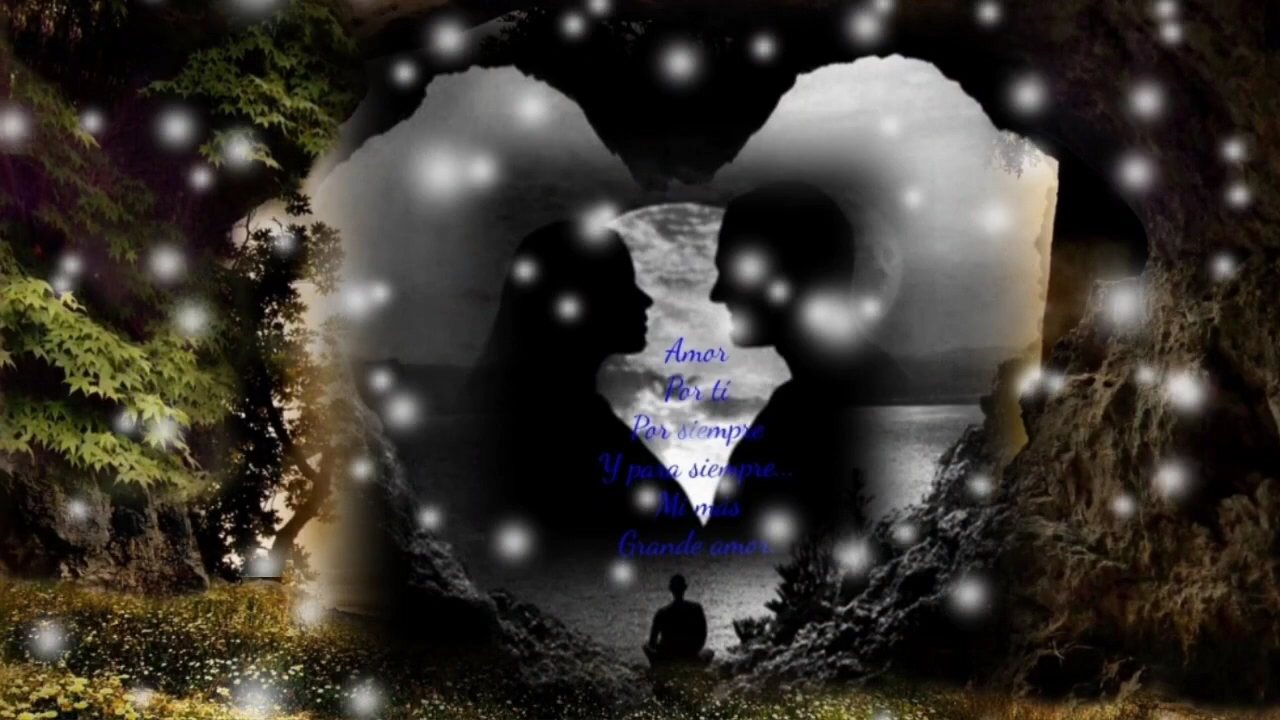 Amor
Por ti
Por siempre
Y para siempre...
Mi más
Grande amor